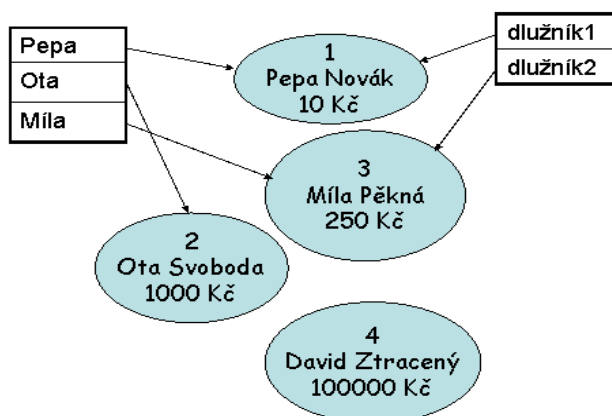 Pepa
Ota
Míla
1
Pepa Novák
10 Kč
dlužník1
dlužník2
3
Míla Pěkná
250 Kč
2
Ota Svoboda
1000 Kč
4
David Ztracený
100000 Kč